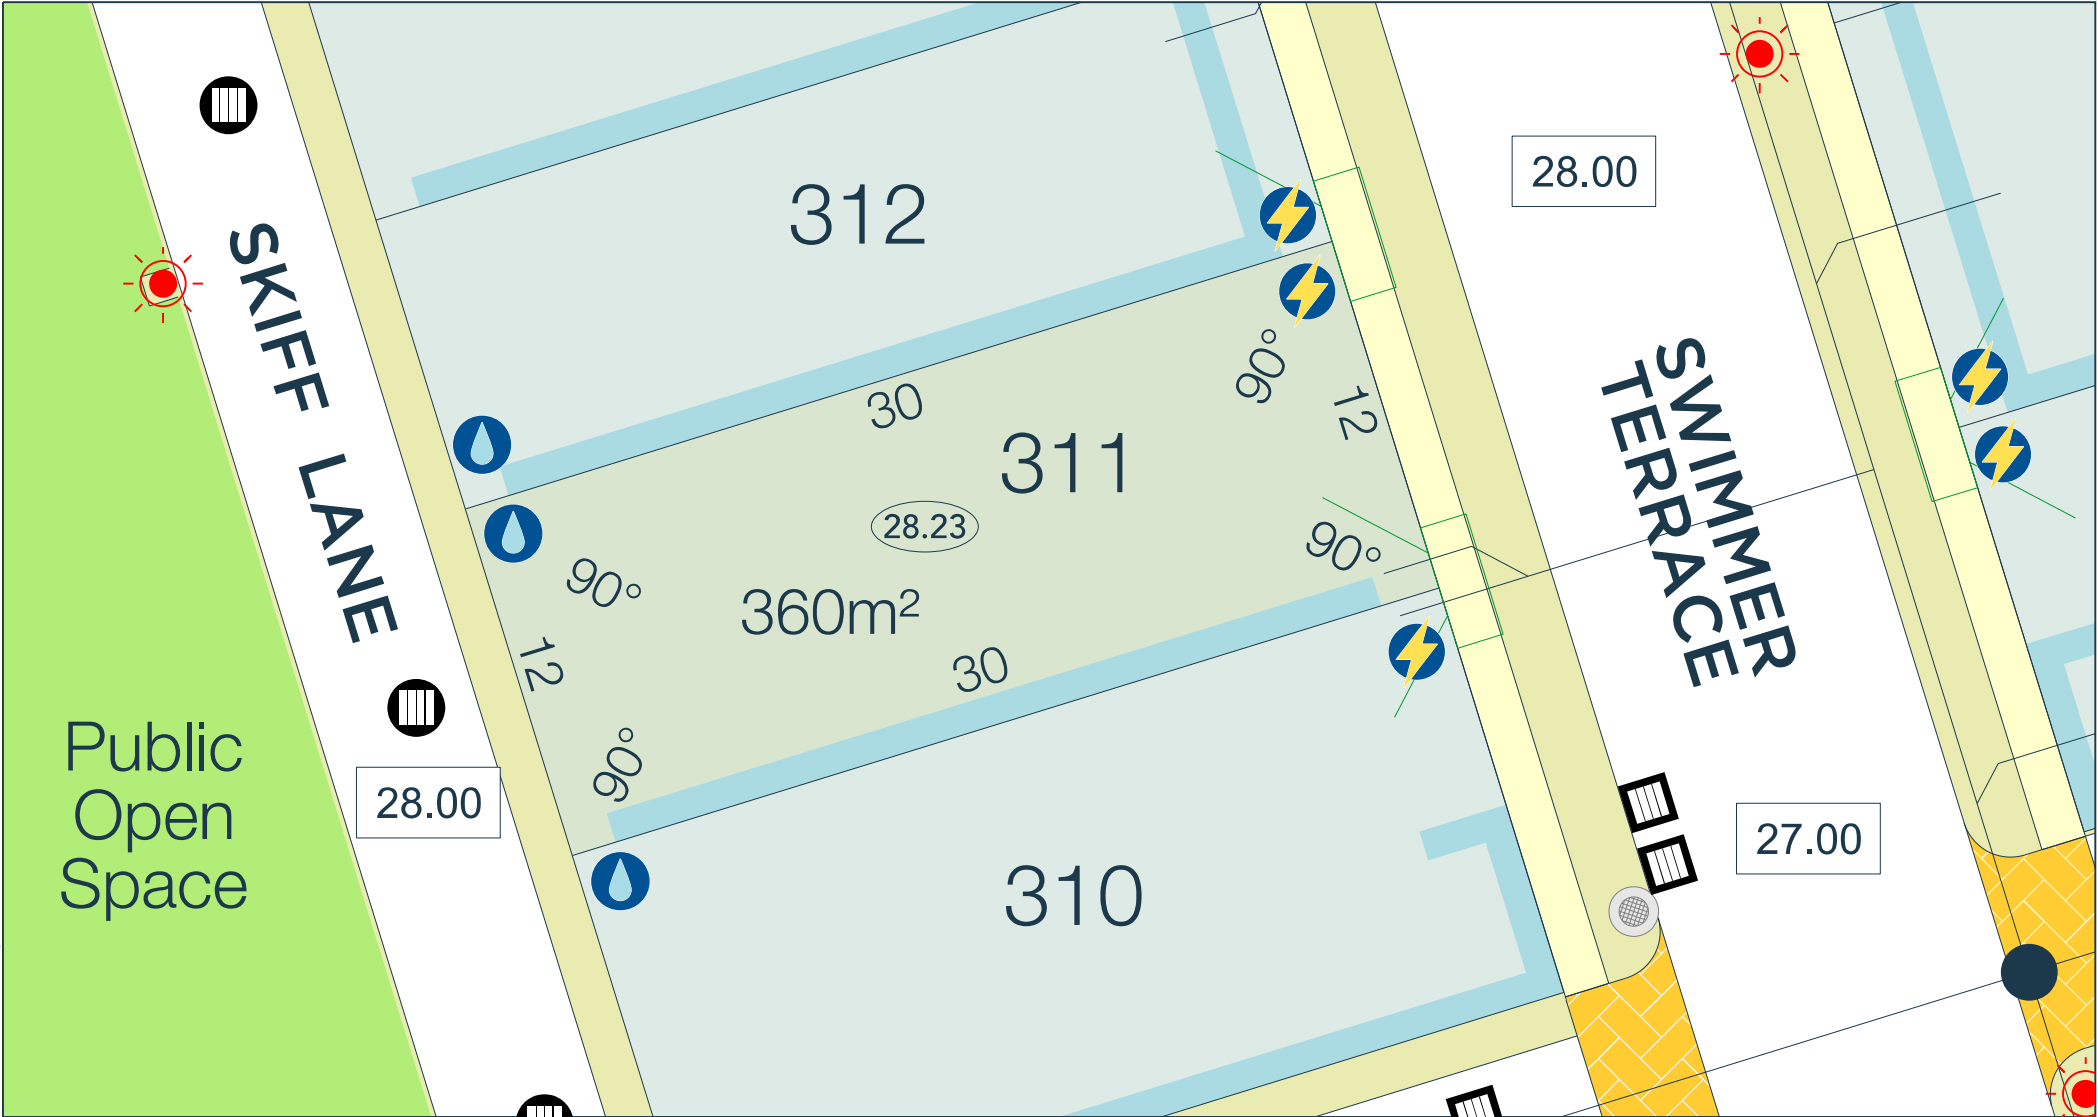 312
28.00
SKIFF LANE
90°
12
30
311
SWIMMER
TERRACE
28.23
90°
90°
360m²
12
30
90°
Public
Open
Space
28.00
27.00
310